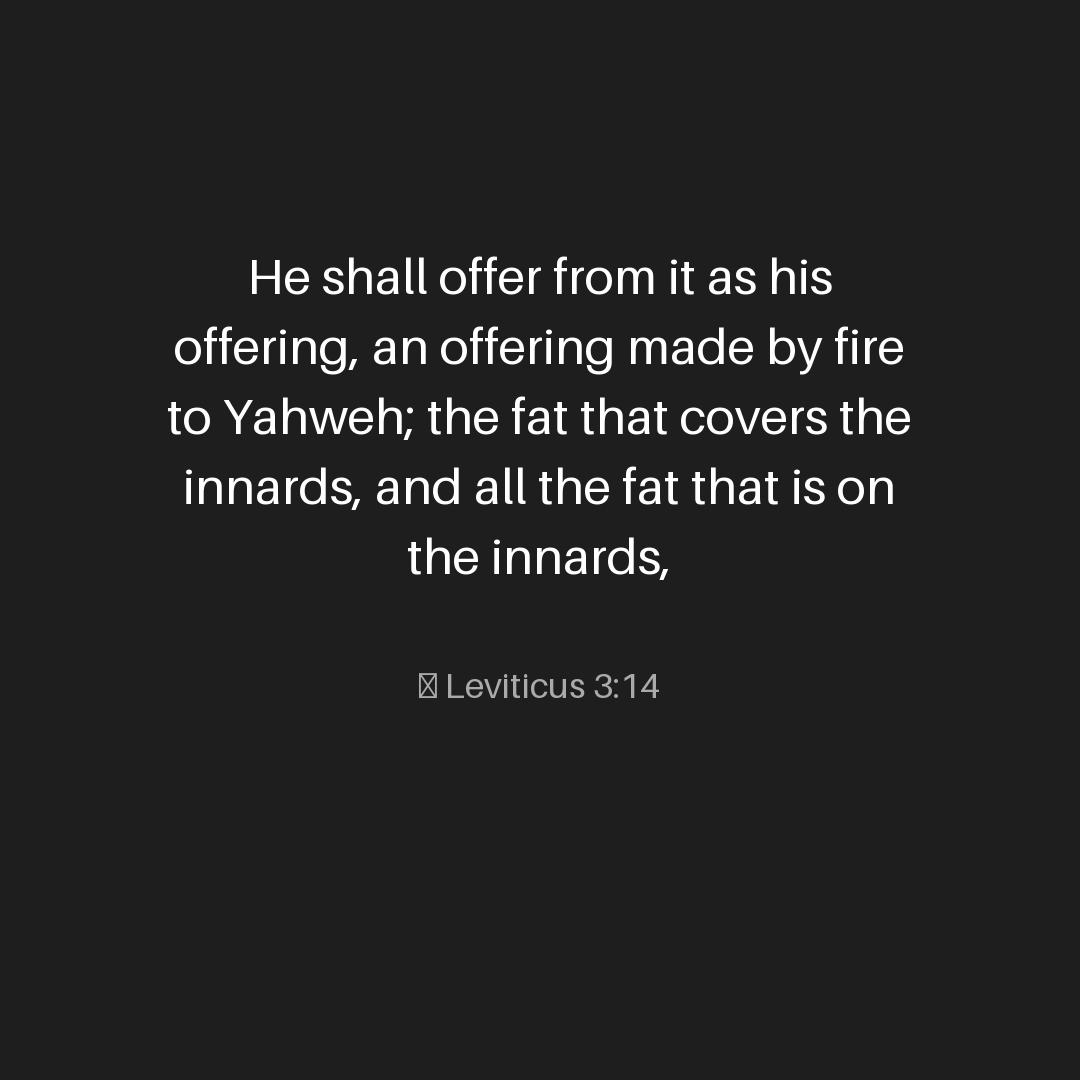 He shall offer from it as his
offering, an offering made by fire
to Yahweh; the fat that covers the
innards, and all the fat that is on
the innards,
Leviticus 3:14